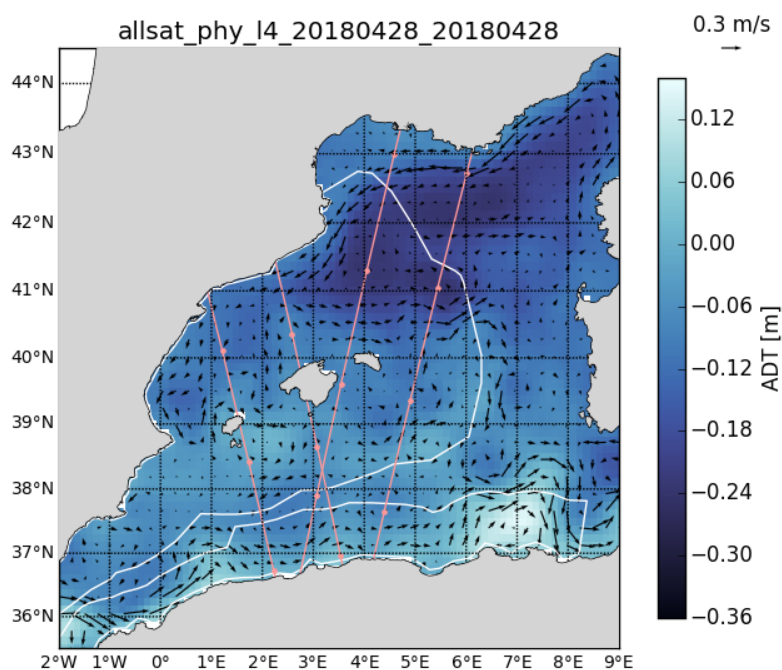 allsat_phy_l4_20180428_20180428
0.3 m/s
44°N
43°N
42°N
41°N
40°N
39°N
38°N
37°N
36°N
2°W 1°W 0° 1°E 2°E 3°E 4°E 5°E 6°E 7°E 8°E 9°E
0.12
0.06
0.00
−0.06
−0.12
−0.18
−0.24
−0.30
−0.36
ADT [m]